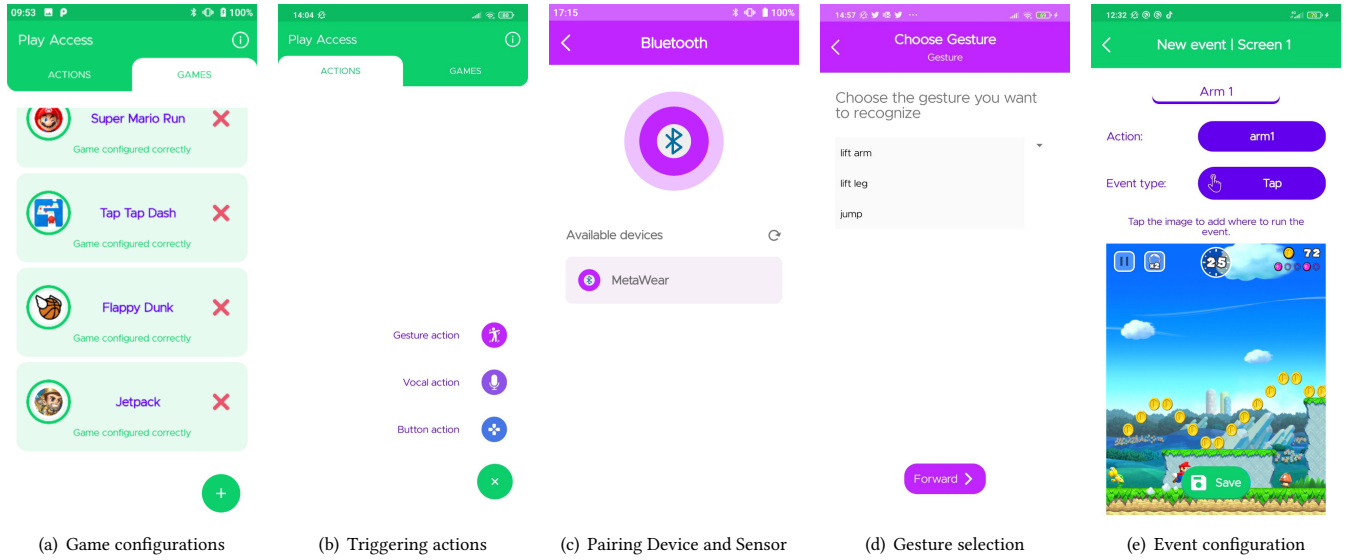 09:53
100%
Play Access
ACTIONS
GAMES
Super Mario Run
Game configured correctly
Tap Tap Dash
Game configured correctly
Flappy Dunk
Game configured correctly
Jetpack
Game configured correctly
+
(a) Game configurations
14:04
Play Access
ACTIONS
GAMES
Gesture action
Vocal action
Button action
×
(b) Triggering actions
17:15
100%
Bluetooth
Available devices
MetaWear
(c) Pairing Device and Sensor
14:57
Choose Gesture
Gesture
Choose the gesture you want
to recognize
lift arm
lift leg
jump
Forward
(d) Gesture selection
12:32
New event | Screen 1
Arm 1
Action:
arm1
Event type:
Tap
Tap the image to add where to run the
event.
x2
25
72
Save
(e) Event configuration